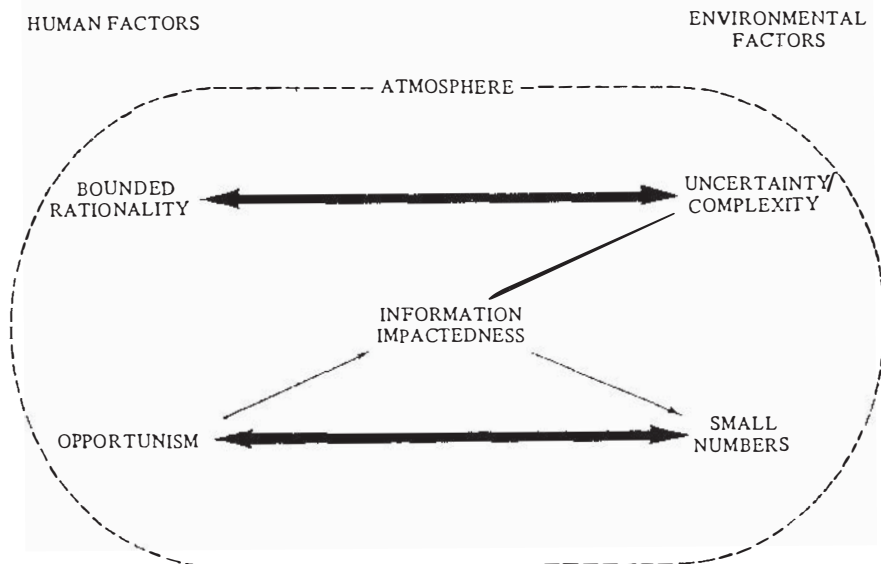 HUMAN FACTORS
ENVIRONMENTAL
FACTORS
ATMOSPHERE
BOUNDED
RATIONALITY
UNCERTAINTY/
COMPLEXITY
INFORMATION
IMPACTEDNESS
OPPORTUNISM
SMALL
NUMBERS